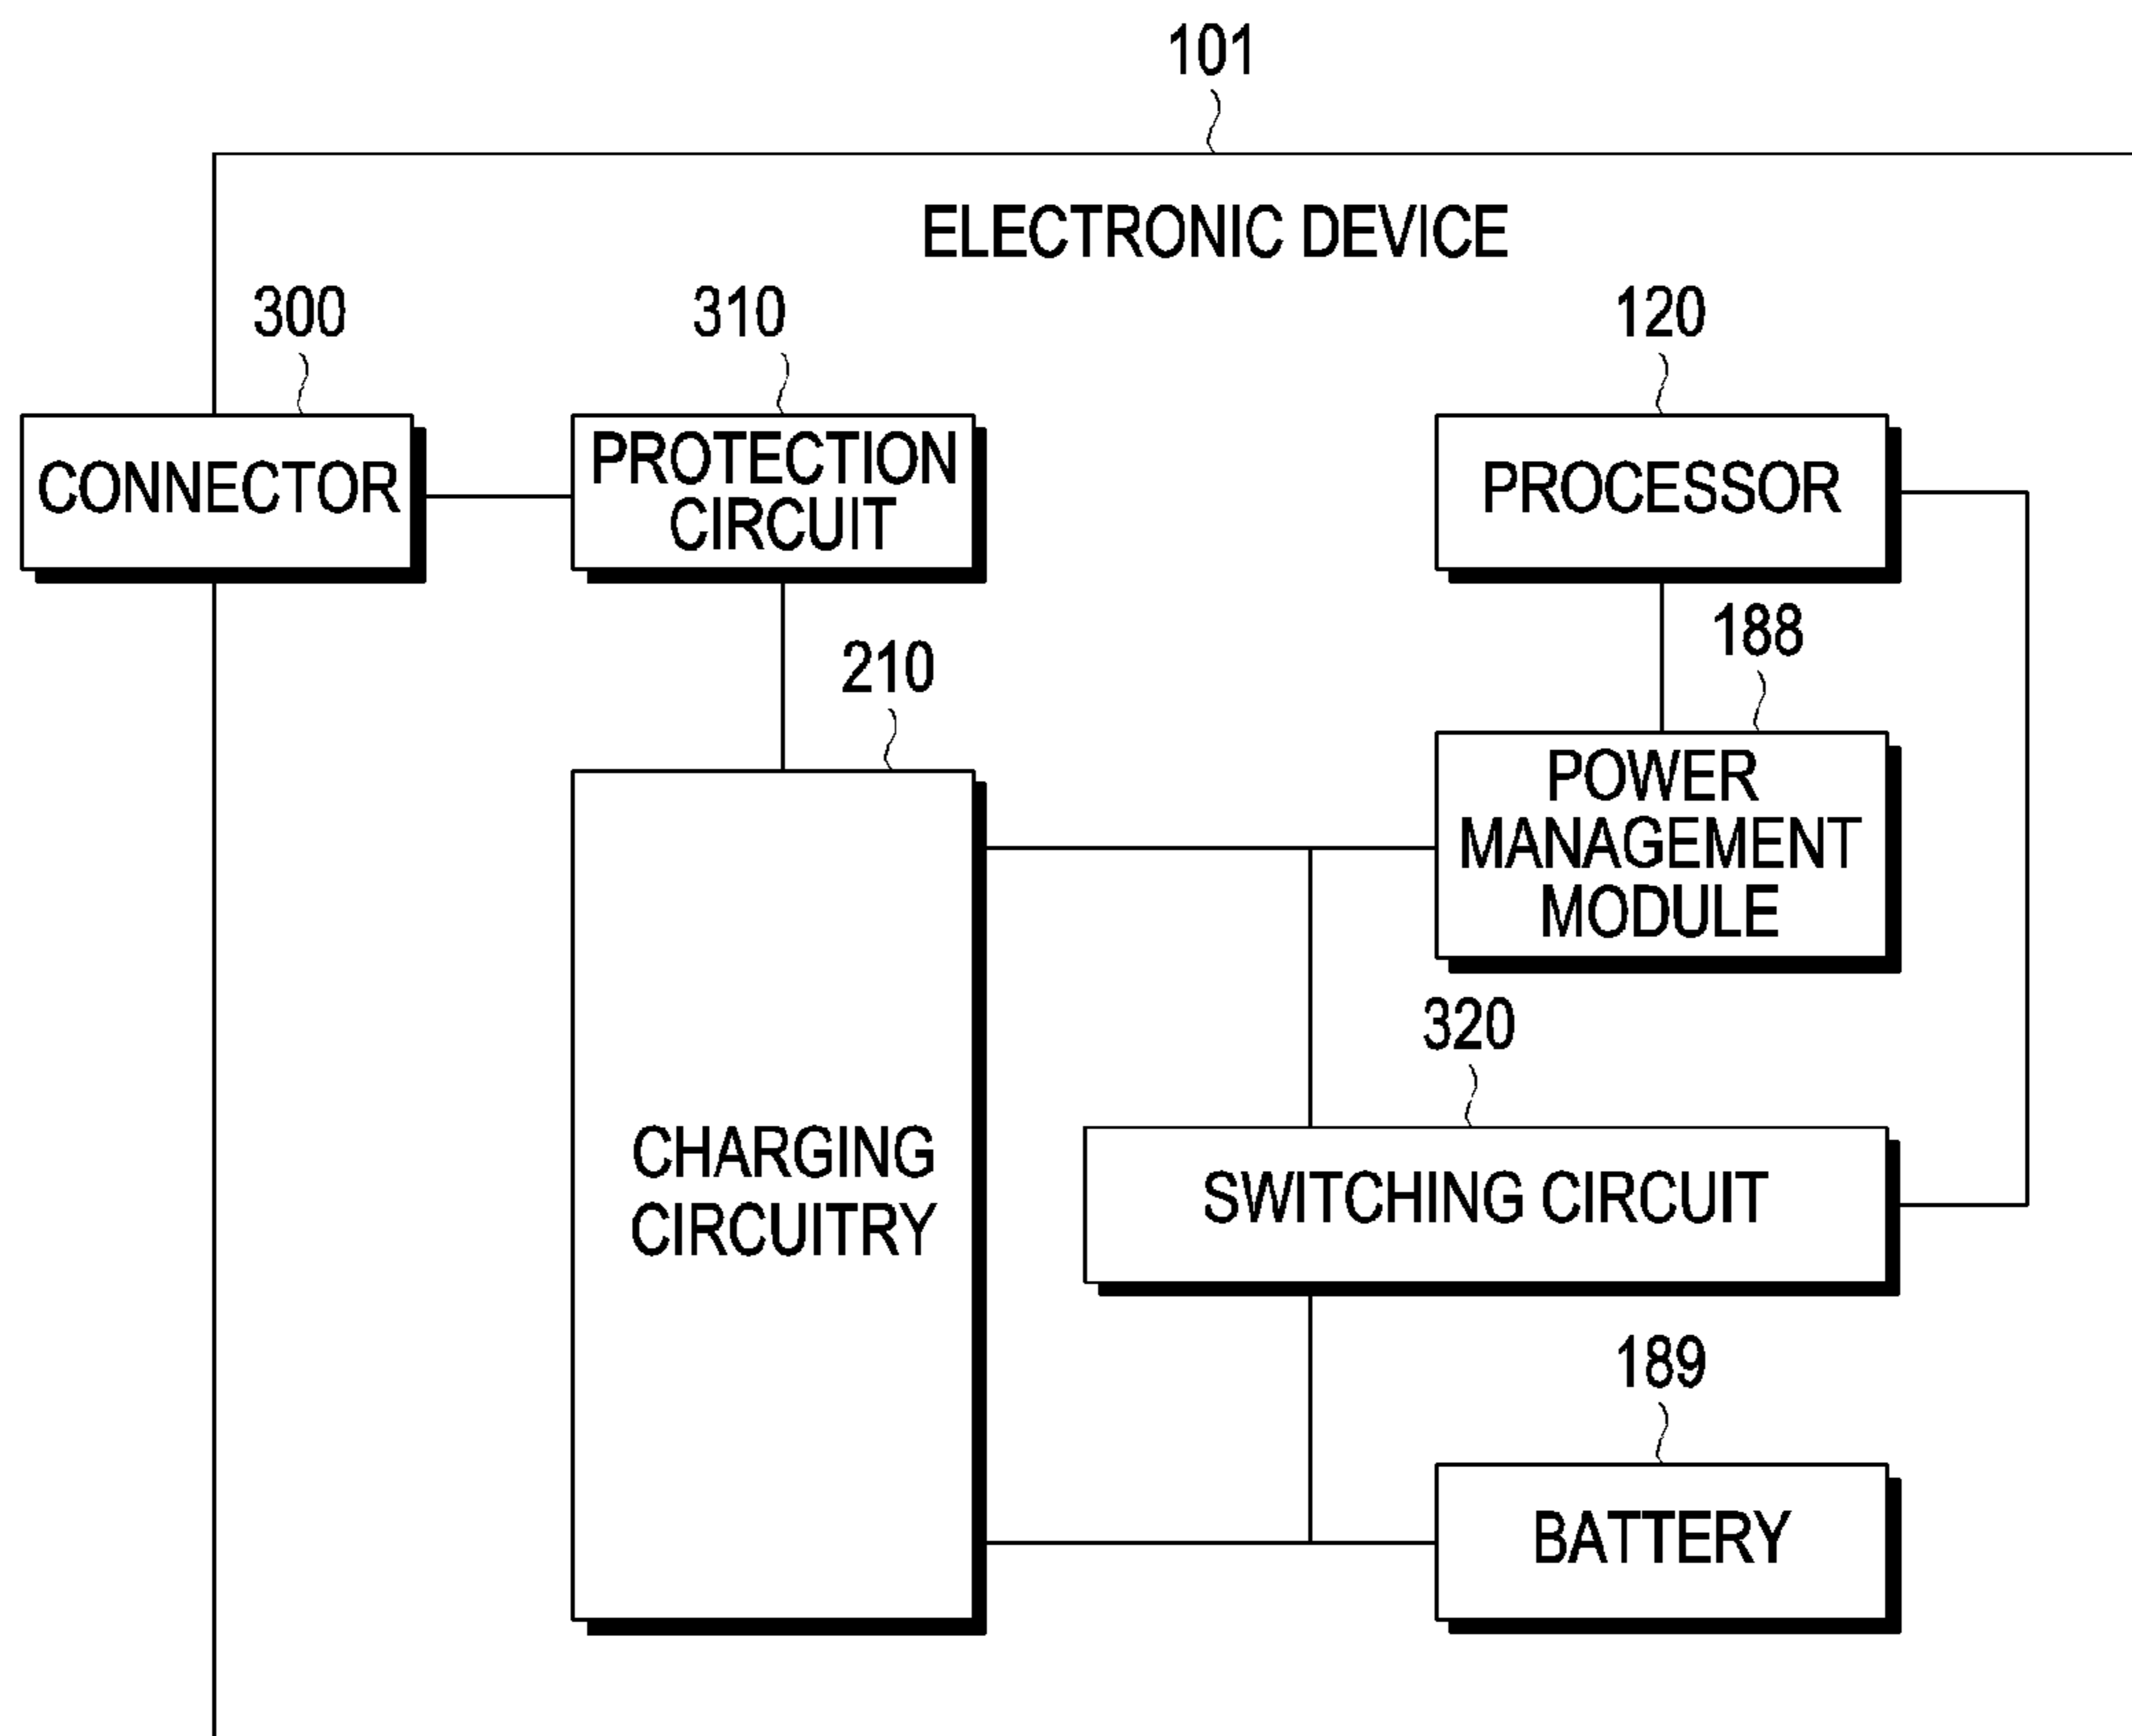 101
ELECTRONIC DEVICE
300
310
120
CONNECTOR
PROTECTION
CIRCUIT
PROCESSOR
210
188
POWER
MANAGEMENT
MODULE
320
CHARGING
CIRCUITRY
SWITCHING CIRCUIT
189
BATTERY